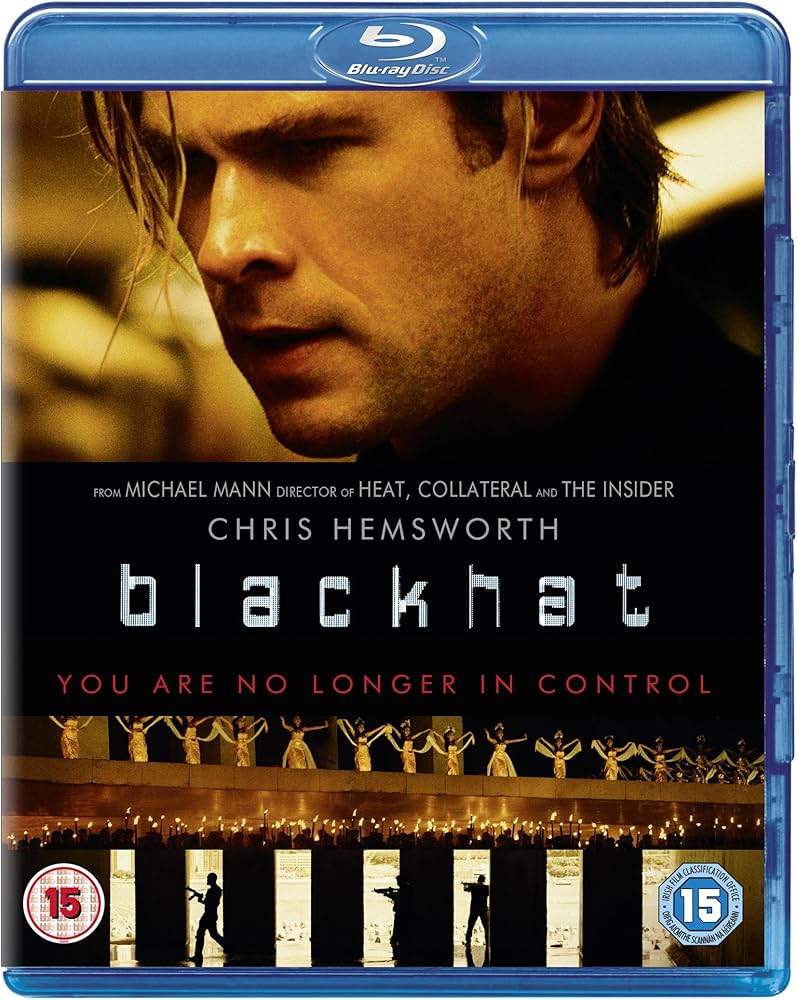 Blu-ray Disc™
FROM MICHAEL MANN DIRECTOR OF HEAT, COLLATERAL AND THE INSIDER
CHRIS HEMSWORTH
blackhat
YOU ARE NO LONGER IN CONTROL
15
IRISH FILM CLASSIFICATION OFFICE
15